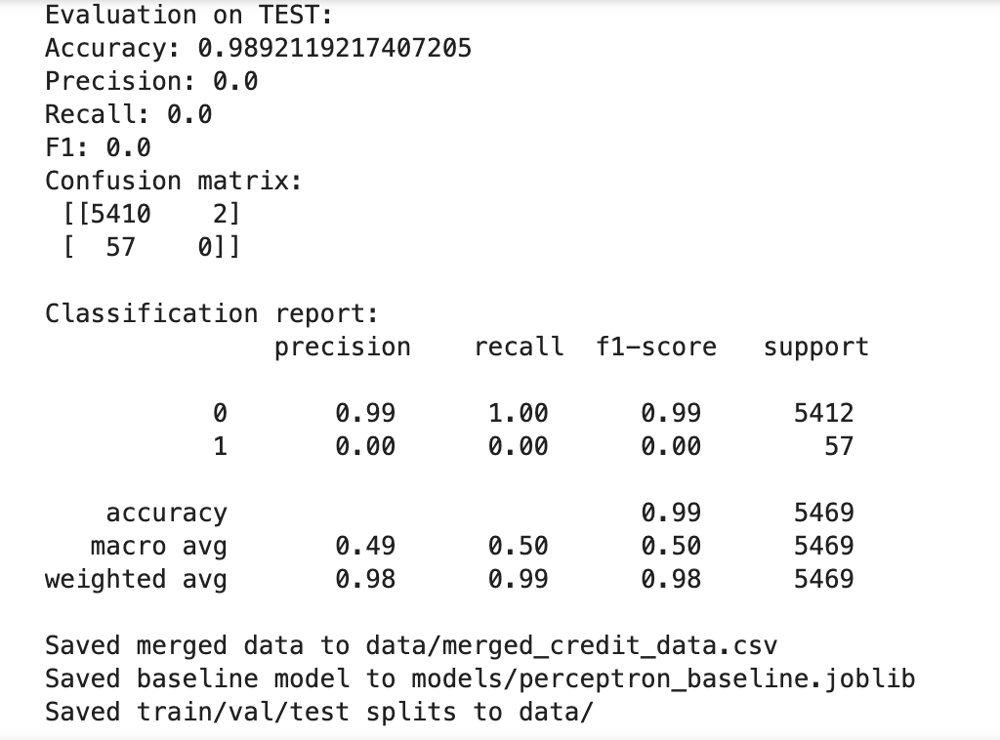 Evaluation on TEST:
Accuracy: 0.9892119217407205
Precision: 0.0
Recall: 0.0
F1: 0.0
Confusion matrix:
[[5410    2]
[  57    0]]
Classification report:
precision    recall  f1-score   support
0       0.99      1.00      0.99      5412
1       0.00      0.00      0.00        57
accuracy                           0.99      5469
macro avg       0.49      0.50      0.50      5469
weighted avg       0.98      0.99      0.98      5469
Saved merged data to data/merged_credit_data.csv
Saved baseline model to models/perceptron_baseline.joblib
Saved train/val/test splits to data/